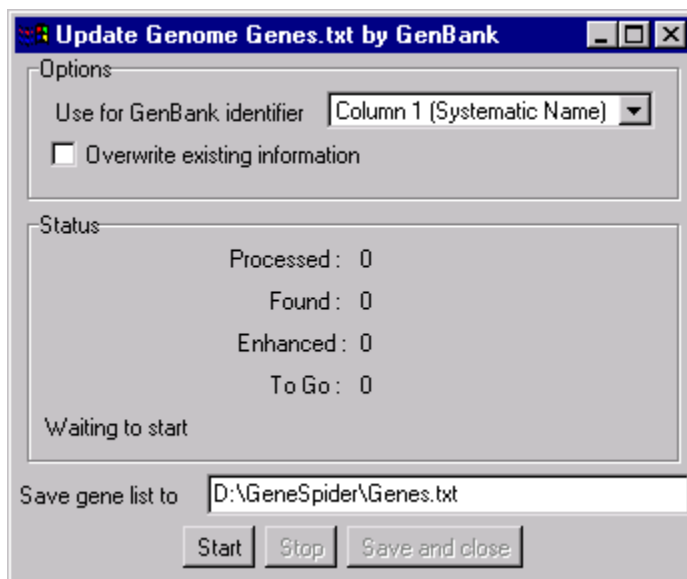 Update Genome Genes.txt by GenBank
Options
Use for GenBank identifier Column 1 (Systematic Name)
Overwrite existing information
Status
Processed : 0
Found : 0
Enhanced : 0
To Go : 0
Waiting to start
Save gene list to D:\GeneSpider\Genes.txt
Start Stop Save and close